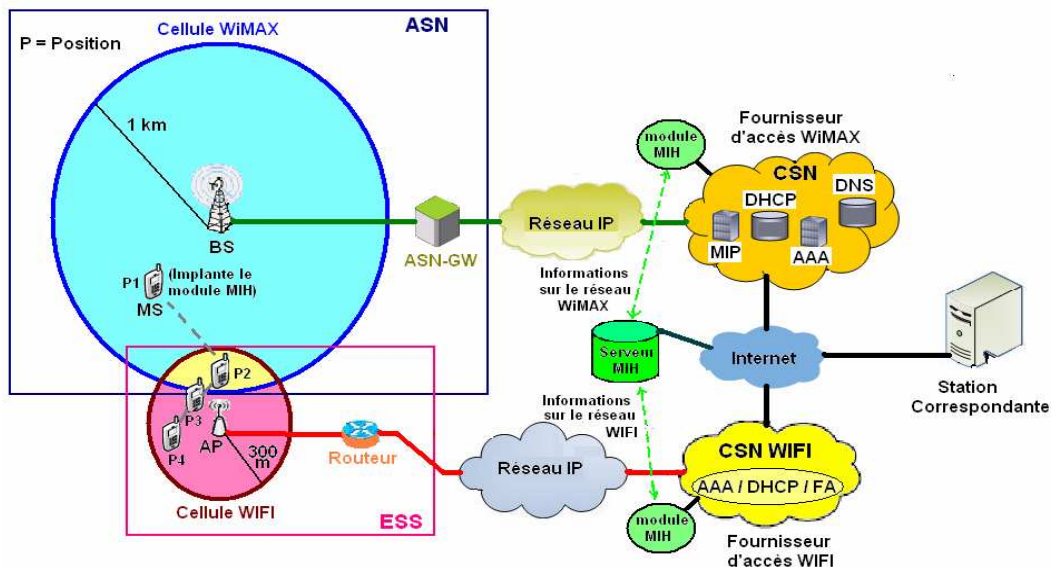 Cellule WiMAX
ASN
P = Position
1 km
BS
P1
(Implante le
module MIH)
MS
ASN-GW
Réseau IP
module
MIH
Fournisseur
d'accès WiMAX
CSN
DHCP
DNS
MIP
AAA
Informations
sur le réseau
WiMAX
Serveur
MIH
Internet
Station
Correspondante
Informations
sur le réseau
WIFI
P2
P3
P4
AP
300
m
Cellule WIFI
ESS
Routeur
Réseau IP
CSN WIFI
AAA / DHCP / FA
module
MIH
Fournisseur
d'accès WIFI